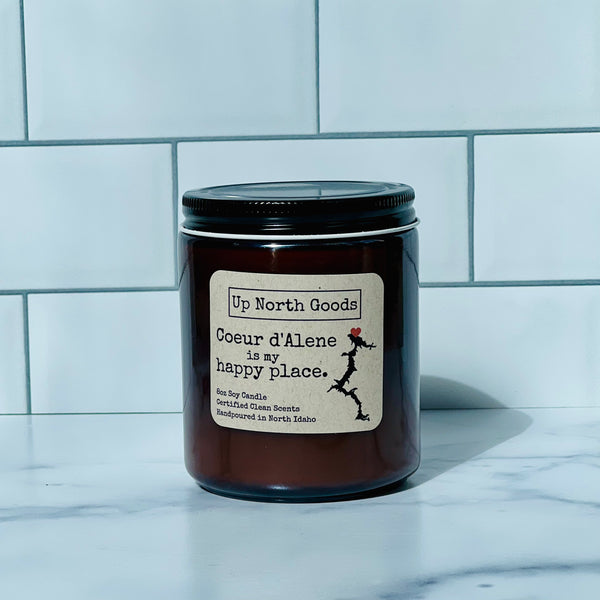 Up North Goods
Coeur d'Alene
is my
happy place.
8oz Soy Candle
Certified Clean Scents
Handpoured in North Idaho